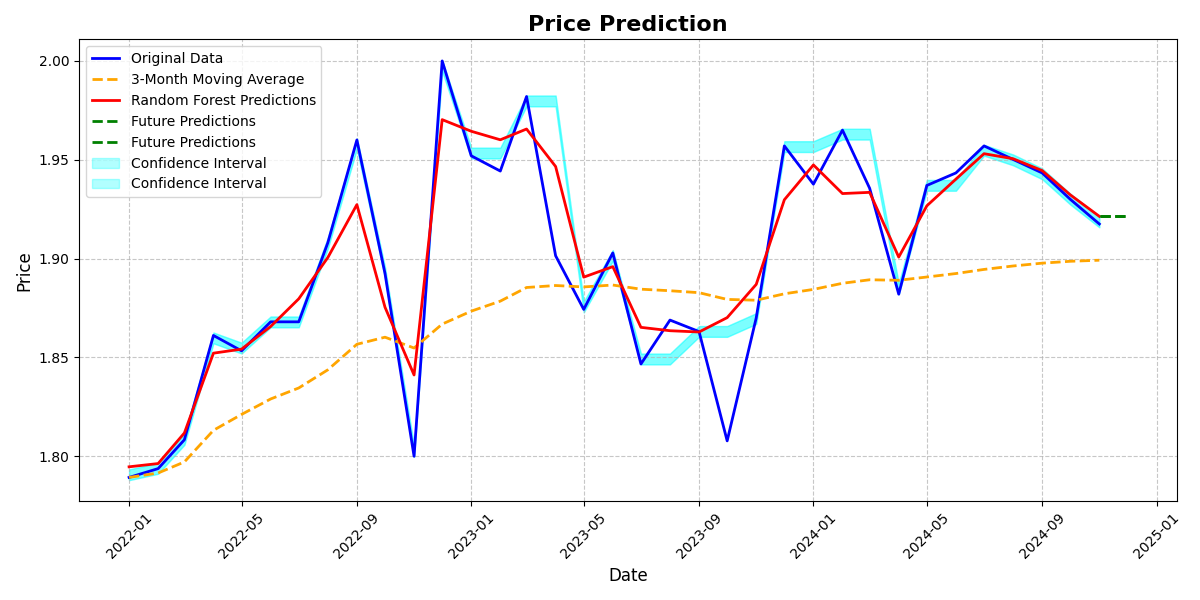 Price Prediction
Original Data
3-Month Moving Average
Random Forest Predictions
Future Predictions
Future Predictions
Confidence Interval
Confidence Interval
2.00
1.95
1.90
1.85
1.80
Price
2022-01
2022-05
2022-09
2023-01
2023-05
2023-09
2024-01
2024-05
2024-09
2025-01
Date